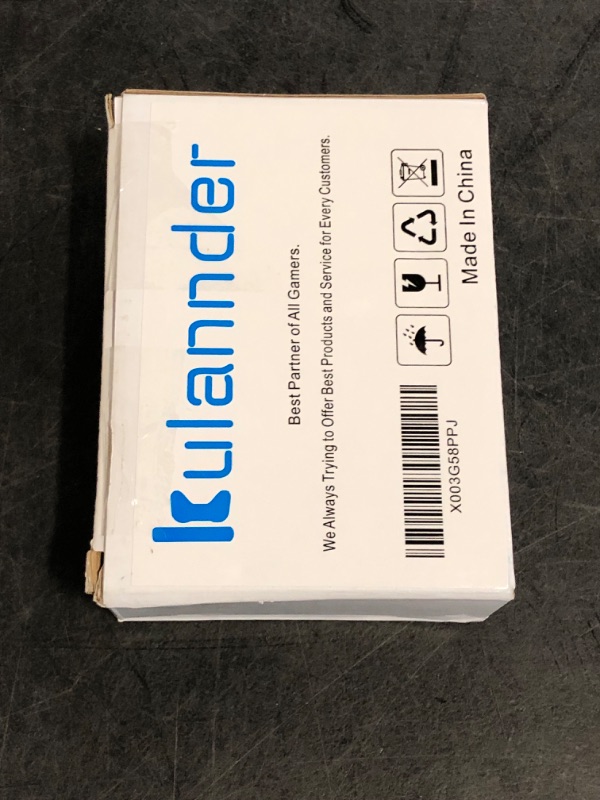 Kulannder
Best Partner of All Gamers.
We Always Trying to Offer Best Products and Service for Every Customers.
X003G58PPJ
Made In China